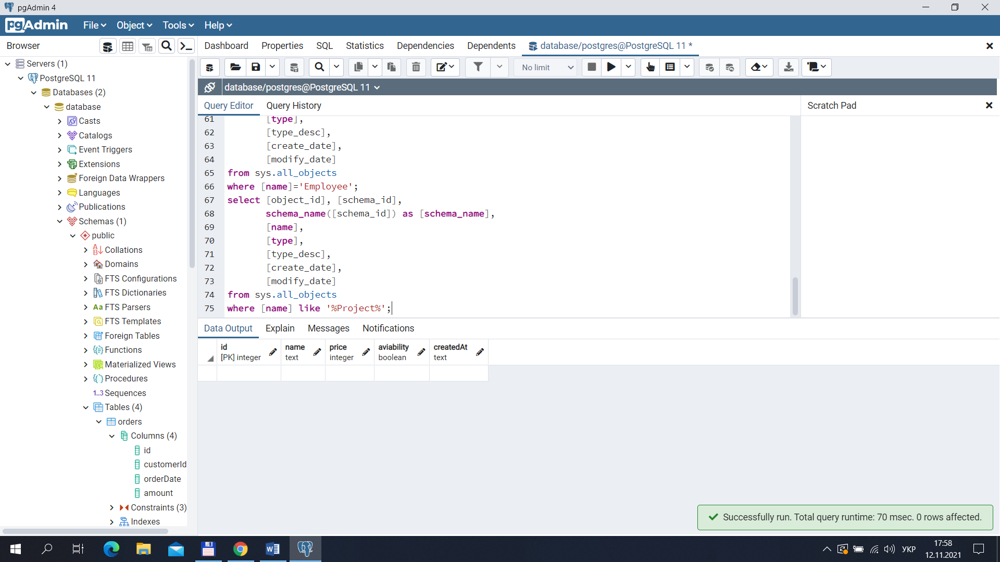 pgAdmin 4
pgAdmin File Object Tools Help
Browser
Dashboard Properties SQL Statistics Dependencies Dependents database/postgres@PostgreSQL 11 *
Servers (1)
PostgreSQL 11
Databases (2)
database
Casts
Catalogs
Event Triggers
Extensions
Foreign Data Wrappers
Languages
Publications
Schemas (1)
public
Collations
Domains
FTS Configurations
FTS Dictionaries
Aa FTS Parsers
FTS Templates
Foreign Tables
Functions
Materialized Views
Procedures
1..3 Sequences
Tables (4)
orders
Columns (4)
id
customerId
orderDate
amount
Constraints (3)
Indexes
No limit
database/postgres@PostgreSQL 11
Query Editor Query History
Scratch Pad
61 [type],
62 [type_desc],
63 [create_date],
64 [modify_date]
65 from sys.all_objects
66 where [name]='Employee';
67 select [object_id], [schema_id],
68 schema_name([schema_id]) as [schema_name],
69 [name],
70 [type],
71 [type_desc],
72 [create_date],
73 [modify_date]
74 from sys.all_objects
75 where [name] like '%Project%';
Data Output Explain Messages Notifications
id name price aviability createdAt
[PK] integer text integer boolean text
Successfully run. Total query runtime: 70 msec. 0 rows affected.
УКР
17:58
12.11.2021